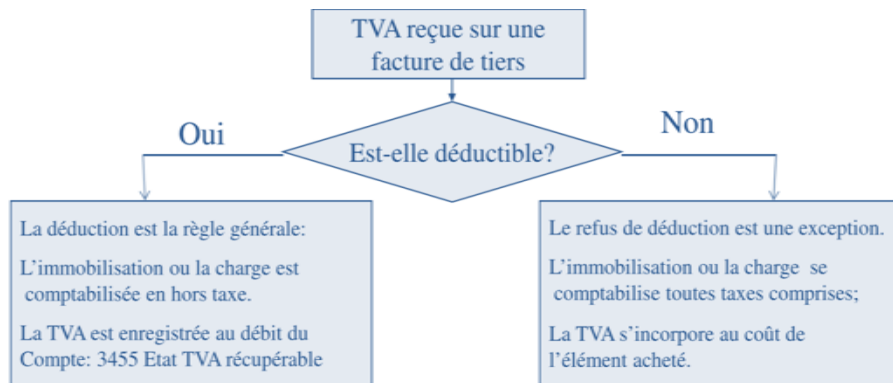 TVA reçue sur une
facture de tiers
Oui
Non
Est-elle déductible?
La déduction est la règle générale:
L'immobilisation ou la charge est
comptabilisée en hors taxe.
La TVA est enregistrée au débit du
Compte: 3455 Etat TVA récupérable
Le refus de déduction est une exception.
L'immobilisation ou la charge se
comptabilise toutes taxes comprises;
La TVA s'incorpore au coût de
l'élément acheté.